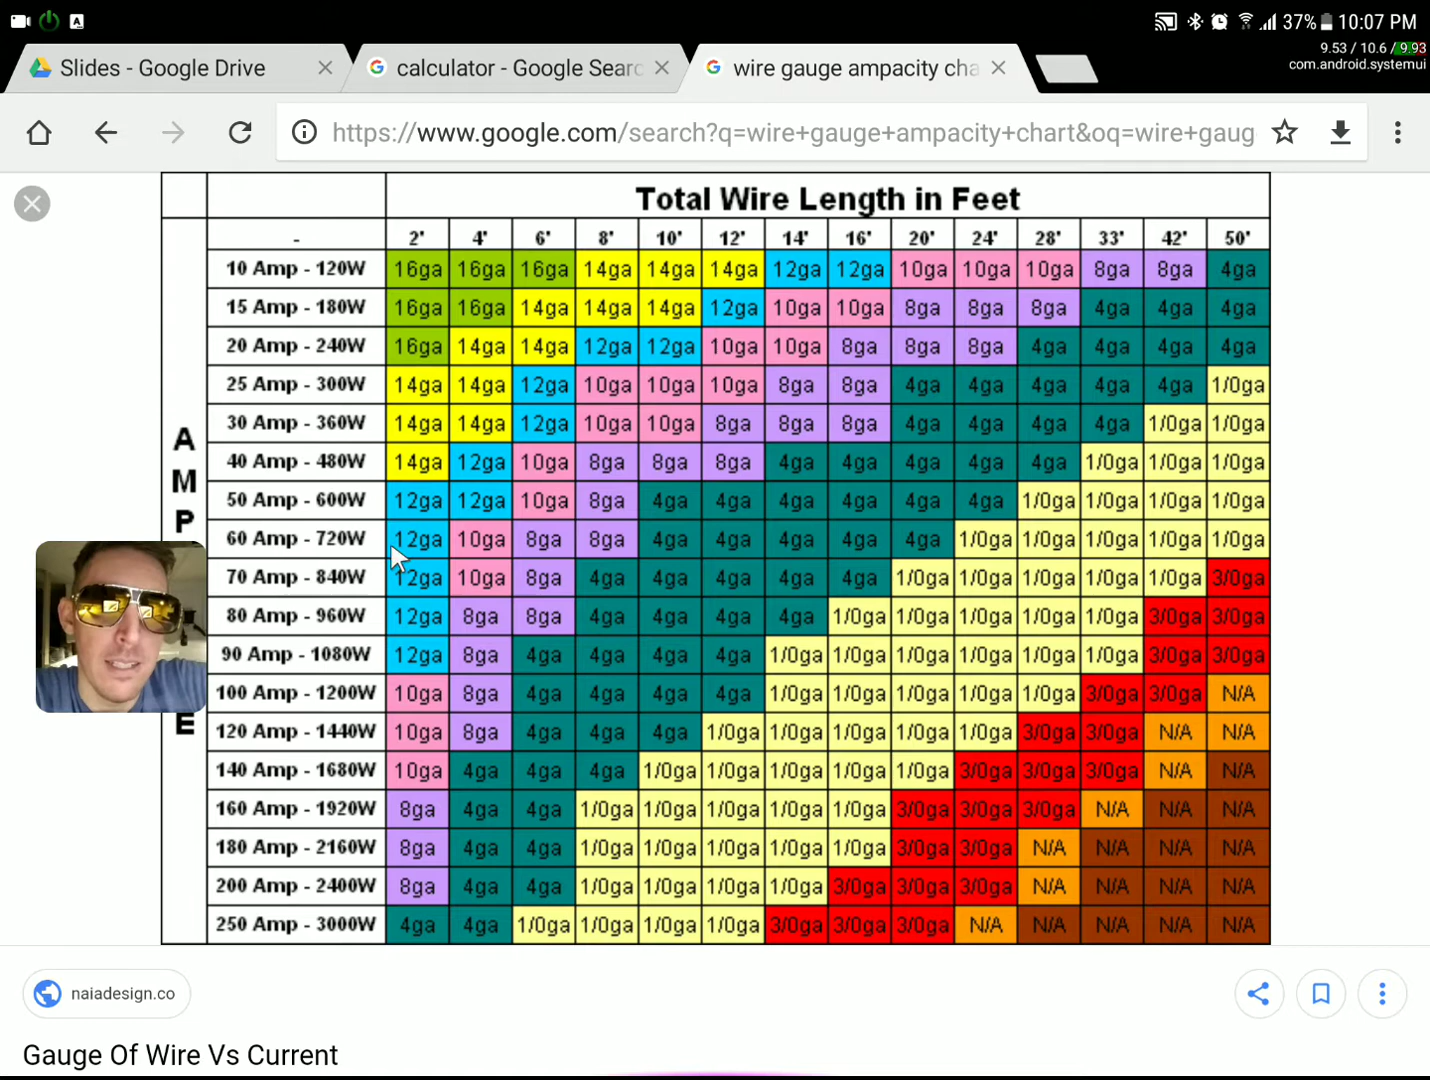 37% 10:07 PM
9.53 / 10.6 / 9.93
com.android.systemui
Slides - Google Drive
calculator - Google Searc
wire gauge ampacity cha
https://www.google.com/search?q=wire+gauge+ampacity+chart&oq=wire+gaug
Total Wire Length in Feet
- 2' 4' 6' 8' 10' 12' 14' 16' 20' 24' 28' 33' 42' 50'
10 Amp - 120W 16ga 16ga 16ga 14ga 14ga 14ga 12ga 12ga 10ga 10ga 10ga 8ga 8ga 4ga
15 Amp - 180W 16ga 16ga 14ga 14ga 14ga 12ga 10ga 10ga 8ga 8ga 8ga 4ga 4ga 4ga
20 Amp - 240W 16ga 14ga 14ga 12ga 12ga 10ga 10ga 8ga 8ga 8ga 4ga 4ga 4ga 4ga
25 Amp - 300W 14ga 14ga 12ga 10ga 10ga 10ga 8ga 8ga 4ga 4ga 4ga 4ga 4ga 1/0ga
30 Amp - 360W 14ga 14ga 12ga 10ga 10ga 8ga 8ga 8ga 4ga 4ga 4ga 4ga 1/0ga 1/0ga
40 Amp - 480W 14ga 12ga 10ga 8ga 8ga 8ga 4ga 4ga 4ga 4ga 4ga 1/0ga 1/0ga 1/0ga
50 Amp - 600W 12ga 12ga 10ga 8ga 4ga 4ga 4ga 4ga 4ga 4ga 1/0ga 1/0ga 1/0ga 1/0ga
60 Amp - 720W 12ga 10ga 8ga 8ga 4ga 4ga 4ga 4ga 4ga 1/0ga 1/0ga 1/0ga 1/0ga 1/0ga
70 Amp - 840W 12ga 10ga 8ga 4ga 4ga 4ga 4ga 4ga 1/0ga 1/0ga 1/0ga 1/0ga 1/0ga 3/0ga
80 Amp - 960W 12ga 8ga 8ga 4ga 4ga 4ga 4ga 1/0ga 1/0ga 1/0ga 1/0ga 1/0ga 3/0ga 3/0ga
90 Amp - 1080W 12ga 8ga 4ga 4ga 4ga 4ga 1/0ga 1/0ga 1/0ga 1/0ga 1/0ga 1/0ga 3/0ga 3/0ga
100 Amp - 1200W 10ga 8ga 4ga 4ga 4ga 4ga 1/0ga 1/0ga 1/0ga 1/0ga 1/0ga 3/0ga 3/0ga N/A
120 Amp - 1440W 10ga 8ga 4ga 4ga 4ga 1/0ga 1/0ga 1/0ga 1/0ga 1/0ga 3/0ga 3/0ga N/A N/A
140 Amp - 1680W 10ga 4ga 4ga 4ga 1/0ga 1/0ga 1/0ga 1/0ga 1/0ga 3/0ga 3/0ga 3/0ga N/A N/A
160 Amp - 1920W 8ga 4ga 4ga 1/0ga 1/0ga 1/0ga 1/0ga 1/0ga 3/0ga 3/0ga 3/0ga N/A N/A N/A
180 Amp - 2160W 8ga 4ga 4ga 1/0ga 1/0ga 1/0ga 1/0ga 1/0ga 3/0ga 3/0ga N/A N/A N/A N/A
200 Amp - 2400W 8ga 4ga 4ga 1/0ga 1/0ga 1/0ga 1/0ga 3/0ga 3/0ga 3/0ga N/A N/A N/A N/A
250 Amp - 3000W 4ga 4ga 1/0ga 1/0ga 1/0ga 1/0ga 3/0ga 3/0ga 3/0ga N/A N/A N/A N/A N/A
A
M
P
E
naiadesign.co
Gauge Of Wire Vs Current